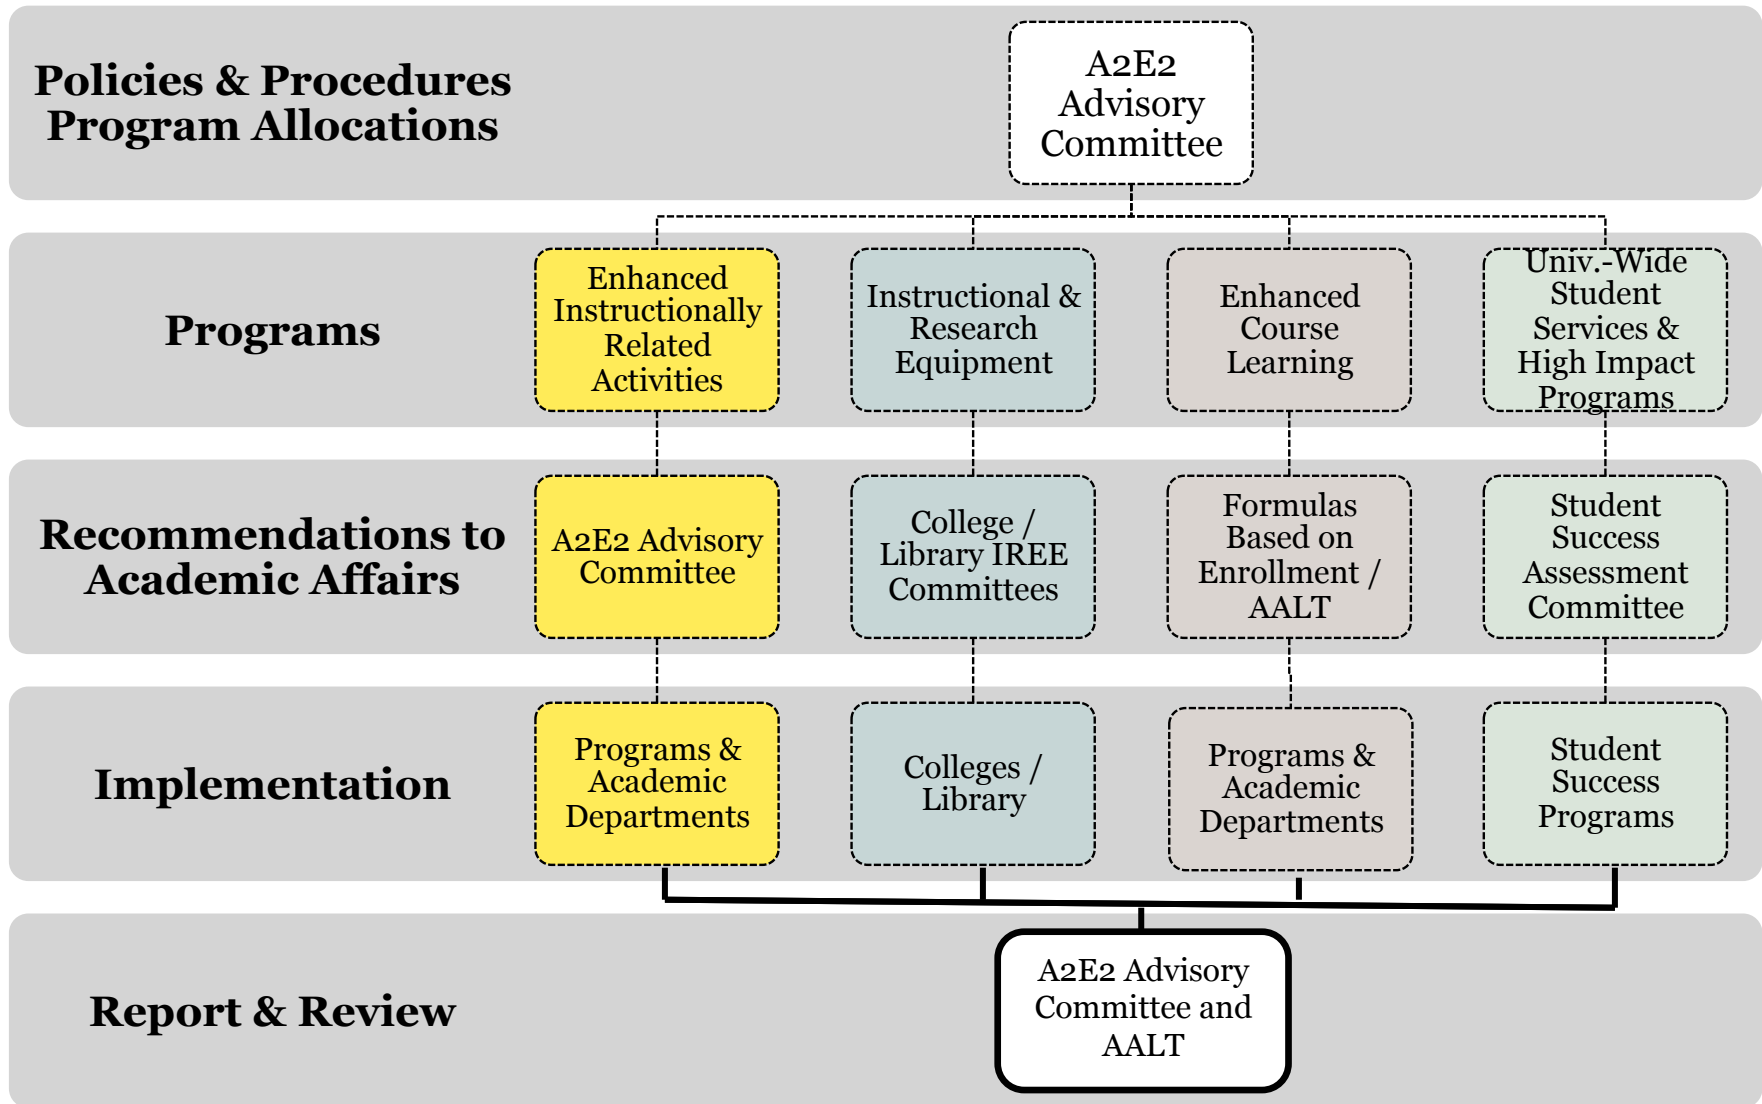 Policies & Procedures
Program Allocations
A2E2
Advisory
Committee
Programs
Enhanced
Instructionally
Related
Activities
Instructional &
Research
Equipment
Enhanced
Course
Learning
Univ.-Wide
Student
Services &
High Impact
Programs
Recommendations to
Academic Affairs
A2E2 Advisory
Committee
College /
Library IREE
Committees
Formulas
Based on
Enrollment /
AALT
Student
Success
Assessment
Committee
Implementation
Programs &
Academic
Departments
Colleges /
Library
Programs &
Academic
Departments
Student
Success
Programs
Report & Review
A2E2 Advisory
Committee and
AALT